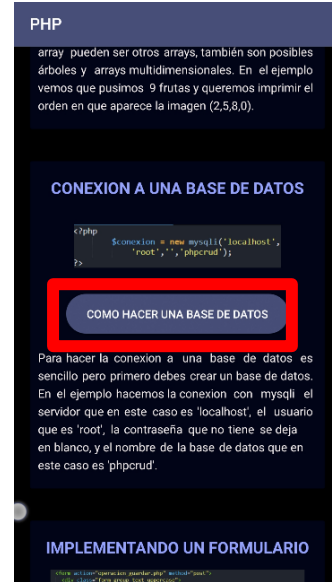 PHP
array pueden ser otros arrays, también son posibles
árboles y arrays multidimensionales. En el ejemplo
vemos que pusimos 9 frutas y queremos imprimir el
orden en que aparece la imagen (2,5,8,0).
CONEXION A UNA BASE DE DATOS
<?php
$conexion = new mysqli('localhost',
'root','','phpcrud');
?>
COMO HACER UNA BASE DE DATOS
Para hacer la conexion a una base de datos es
sencillo pero primero debes crear un base de datos.
En el ejemplo hacemos la conexion con mysqli el
servidor que en este caso es 'localhost', el usuario
que es 'root', la contraseña que no tiene se deja
en blanco, y el nombre de la base de datos que en
este caso es 'phpcrud'.
IMPLEMENTANDO UN FORMULARIO
<form action="operacion_guardar.php" method="post">